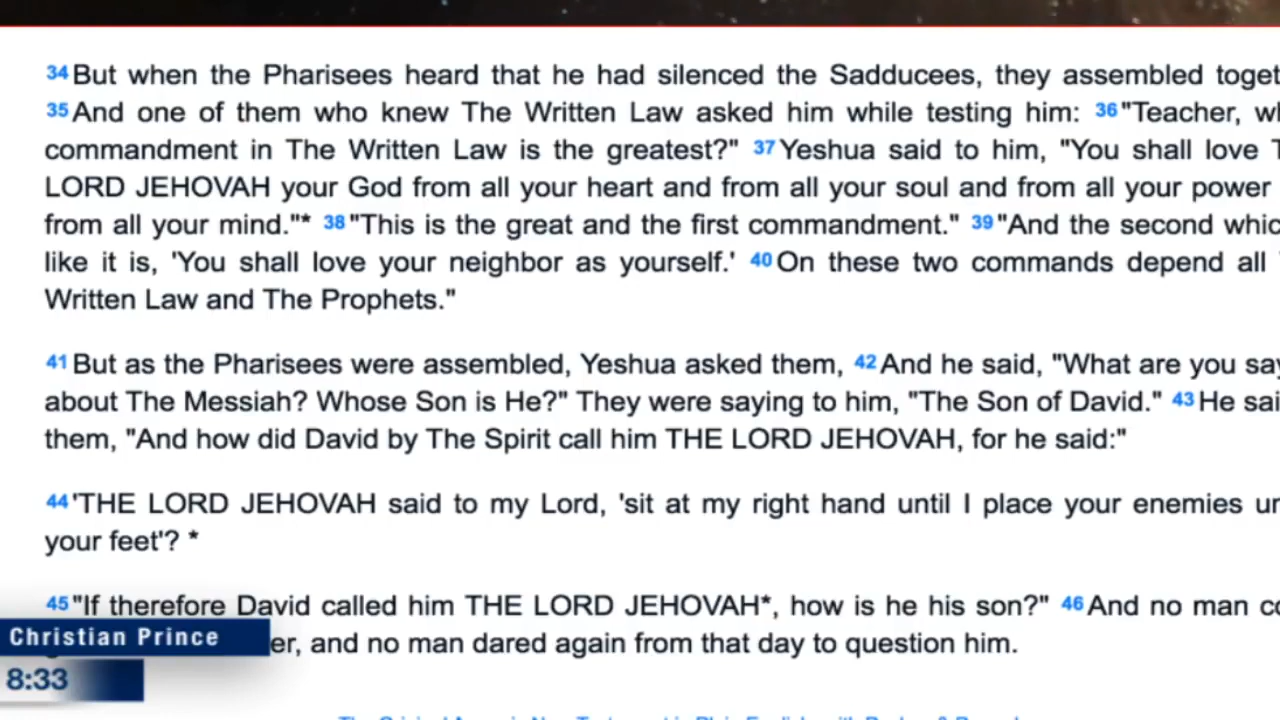 34 But when the Pharisees heard that he had silenced the Sadducees, they assembled toget
35 And one of them who knew The Written Law asked him while testing him: 36 "Teacher, wh
commandment in The Written Law is the greatest?" 37 Yeshua said to him, "You shall love T
LORD JEHOVAH your God from all your heart and from all your soul and from all your power
from all your mind."* 38 "This is the great and the first commandment." 39 "And the second whic
like it is, 'You shall love your neighbor as yourself.' 40 On these two commands depend all
Written Law and The Prophets."
41 But as the Pharisees were assembled, Yeshua asked them, 42 And he said, "What are you say
about The Messiah? Whose Son is He?" They were saying to him, "The Son of David." 43 He sai
them, "And how did David by The Spirit call him THE LORD JEHOVAH, for he said:"
44 'THE LORD JEHOVAH said to my Lord, 'sit at my right hand until I place your enemies un
your feet'? *
45 "If therefore David called him THE LORD JEHOVAH*, how is he his son?" 46 And no man co
er, and no man dared again from that day to question him.
Christian Prince
8:33